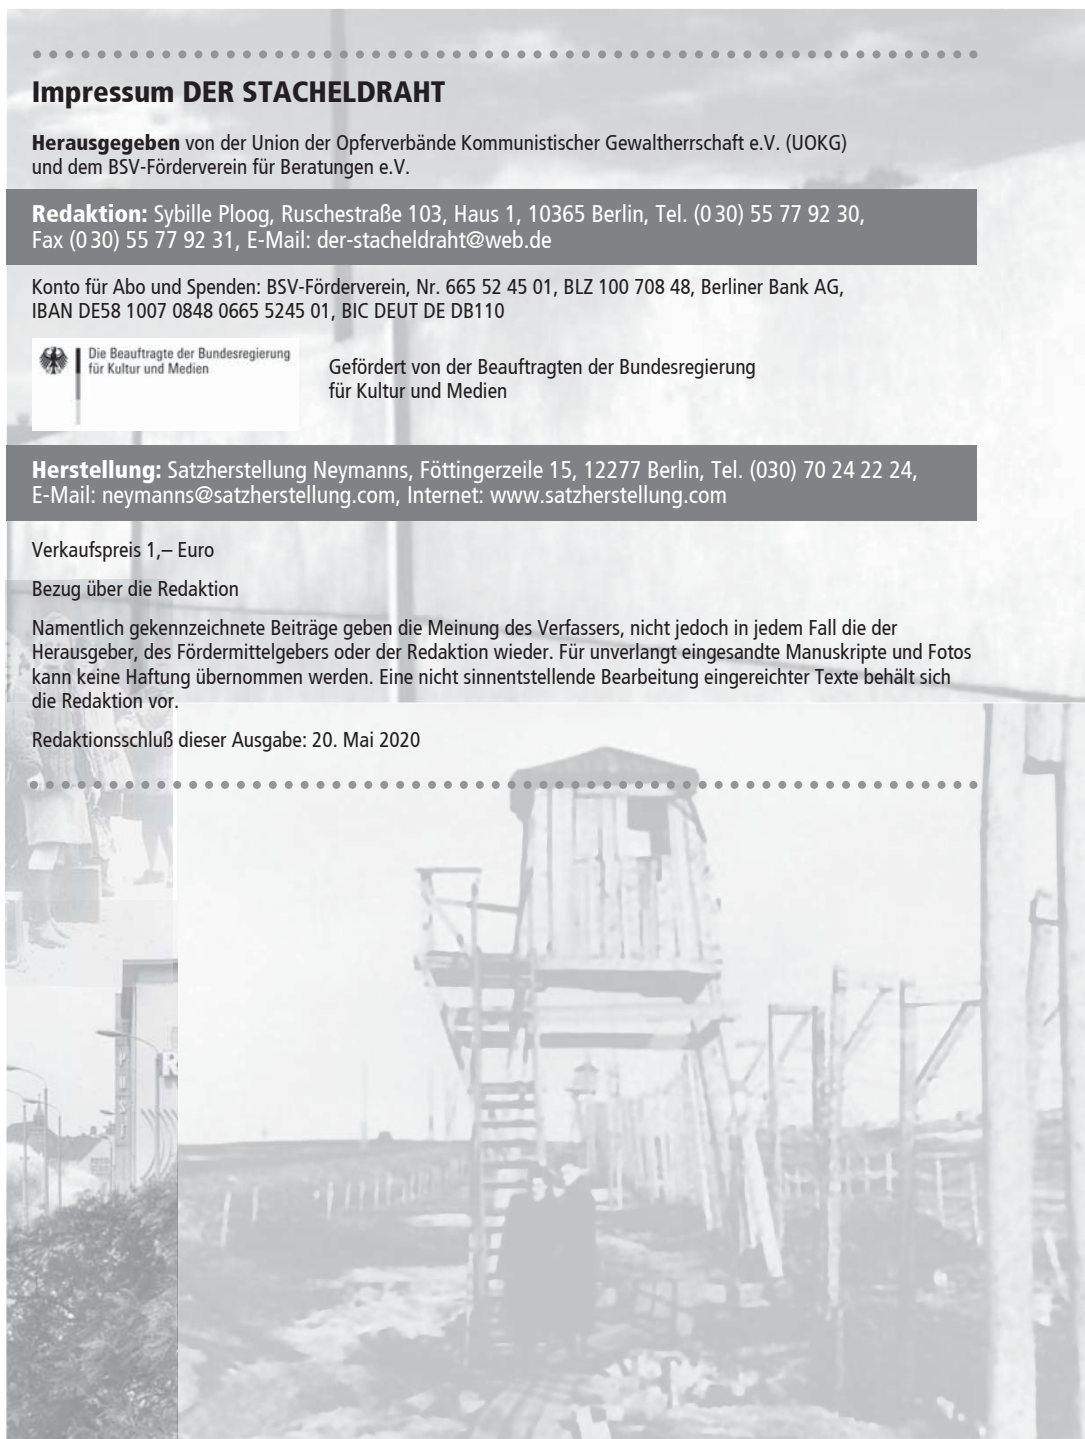 Impressum DER STACHELDRAHT
Herausgegeben von der Union der Opferverbände Kommunistischer Gewaltherrschaft e.V. (UOKG)
und dem BSV-Förderverein für Beratungen e.V.
Redaktion: Sybille Ploog, Ruschestraße 103, Haus 1, 10365 Berlin, Tel. (0 30) 55 77 92 30,
Fax (0 30) 55 77 92 31, E-Mail: der-stacheldraht@web.de
Konto für Abo und Spenden: BSV-Förderverein, Nr. 665 52 45 01, BLZ 100 708 48, Berliner Bank AG,
IBAN DE58 1007 0848 0665 5245 01, BIC DEUT DE DB110
Die Beauftragte der Bundesregierung
für Kultur und Medien
Gefördert von der Beauftragten der Bundesregierung
für Kultur und Medien
Herstellung: Satzherstellung Neymanns, Föttingerzeile 15, 12277 Berlin, Tel. (030) 70 24 22 24,
E-Mail: neymanns@satzherstellung.com, Internet: www.satzherstellung.com
Verkaufspreis 1,– Euro
Bezug über die Redaktion
Namentlich gekennzeichnete Beiträge geben die Meinung des Verfassers, nicht jedoch in jedem Fall die der
Herausgeber, des Fördermittelgebers oder der Redaktion wieder. Für unverlangt eingesandte Manuskripte und Fotos
kann keine Haftung übernommen werden. Eine nicht sinnentstellende Bearbeitung eingereichter Texte behält sich
die Redaktion vor.
Redaktionsschluß dieser Ausgabe: 20. Mai 2020